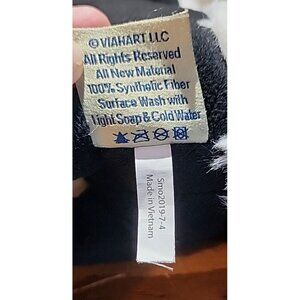 © VIAHART LLC
All Rights Reserved
All New Material
100% Synthetic Fiber
Surface Wash with
Light Soap & Cold Water
Smo2019-7-4
Made in Vietnam